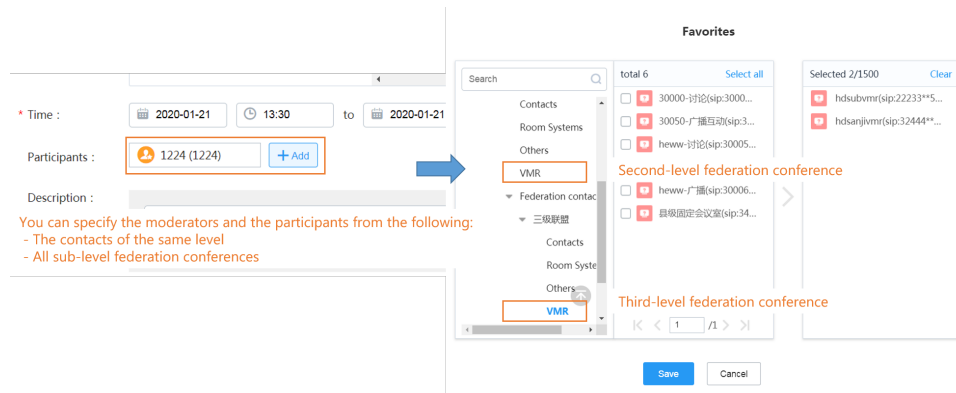 * Time :
2020-01-21
13:30
to
2020-01-21
Participants :
1224 (1224)
+ Add
Description :
You can specify the moderators and the participants from the following:
- The contacts of the same level
- All sub-level federation conferences
Favorites
Search
Contacts
Room Systems
Others
VMR
Federation contac
三级联盟
Contacts
Room Syste
Others
VMR
total 6
Select all
30000-讨论(sip:3000...
30050-广播互动(sip:3...
heww-讨论(sip:30005...
Second-level federation conference
heww-广播(sip:30006...
县级固定会议室(sip:34...
Third-level federation conference
1
/1
Selected 2/1500
Clear
hdsubvmr(sip:22233**5...
hdsanjivmr(sip:32444**...
Save
Cancel